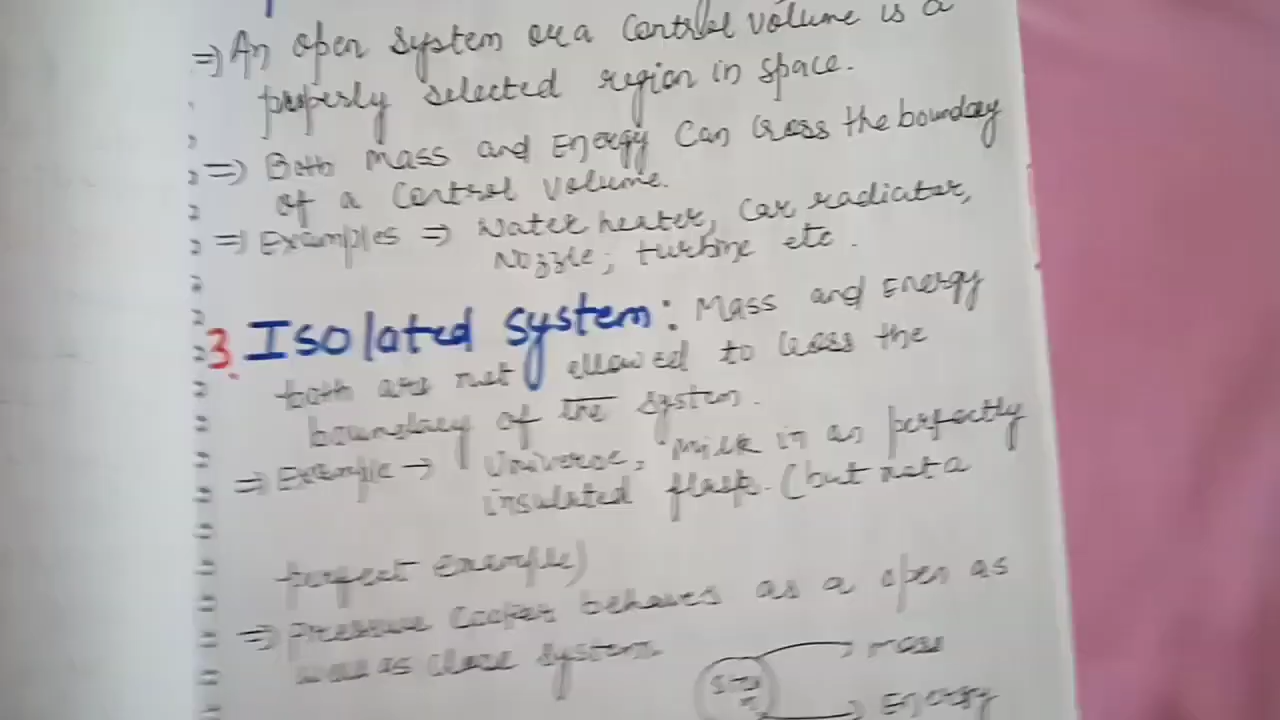 ⇒ An open system or a Control volume is a
properly selected region in space.
⇒ Both Mass and Energy Can cross the boundary
of a Control volume.
⇒ Examples ⇒ Water heater, Car radiator,
Nozzle, turbine etc.
3. Isolated system: Mass and Energy
both are not allowed to cross the
boundary of the system.
⇒ Example → Universe, Milk in an perfectly
insulated flask. (but not a
perfect example)
⇒ Pressure Cooker behaves as a open as
well as close system.
mass
Energy